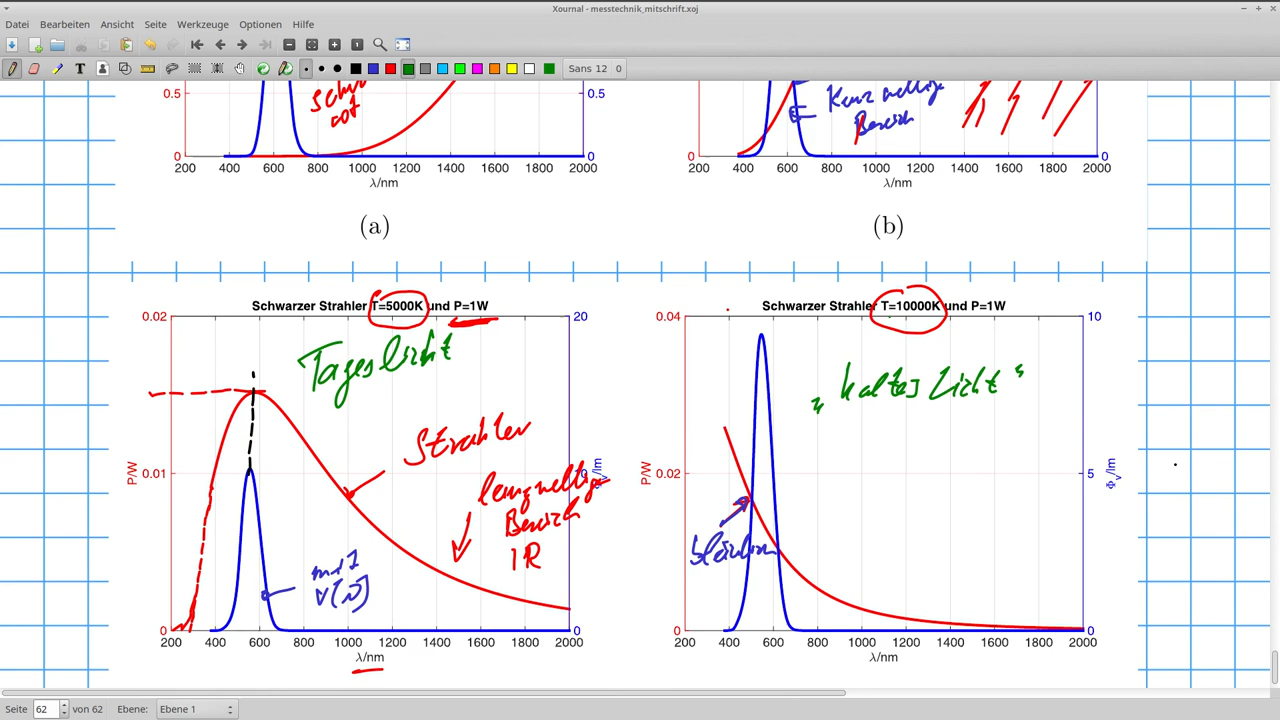 Xournal - messtechnik_mitschrift.xoj
Datei Bearbeiten Ansicht Seite Werkzeuge Optionen Hilfe
Sans 12 0
0.5 0.5
0 0
200 400 600 800 1000 1200 1400 1600 1800 2000
λ/nm
(a)
kurzwellige
Bereich
0
0
200 400 600 800 1000 1200 1400 1600 1800 2000
λ/nm
(b)
Schwarzer Strahler T=5000K und P=1W
0.02 20
Tageslicht
Strahler
P/W
0.01 10
Φv/lm
langwellige
Bereich
IR
mit
V(λ)
0 0
200 400 600 800 1000 1200 1400 1600 1800 2000
λ/nm
Schwarzer Strahler T=10000K und P=1W
0.04 10
„kaltes Licht“
P/W
0.02 5
Φv/lm
bläulich
0 0
200 400 600 800 1000 1200 1400 1600 1800 2000
λ/nm
Seite 62 von 62 Ebene: Ebene 1